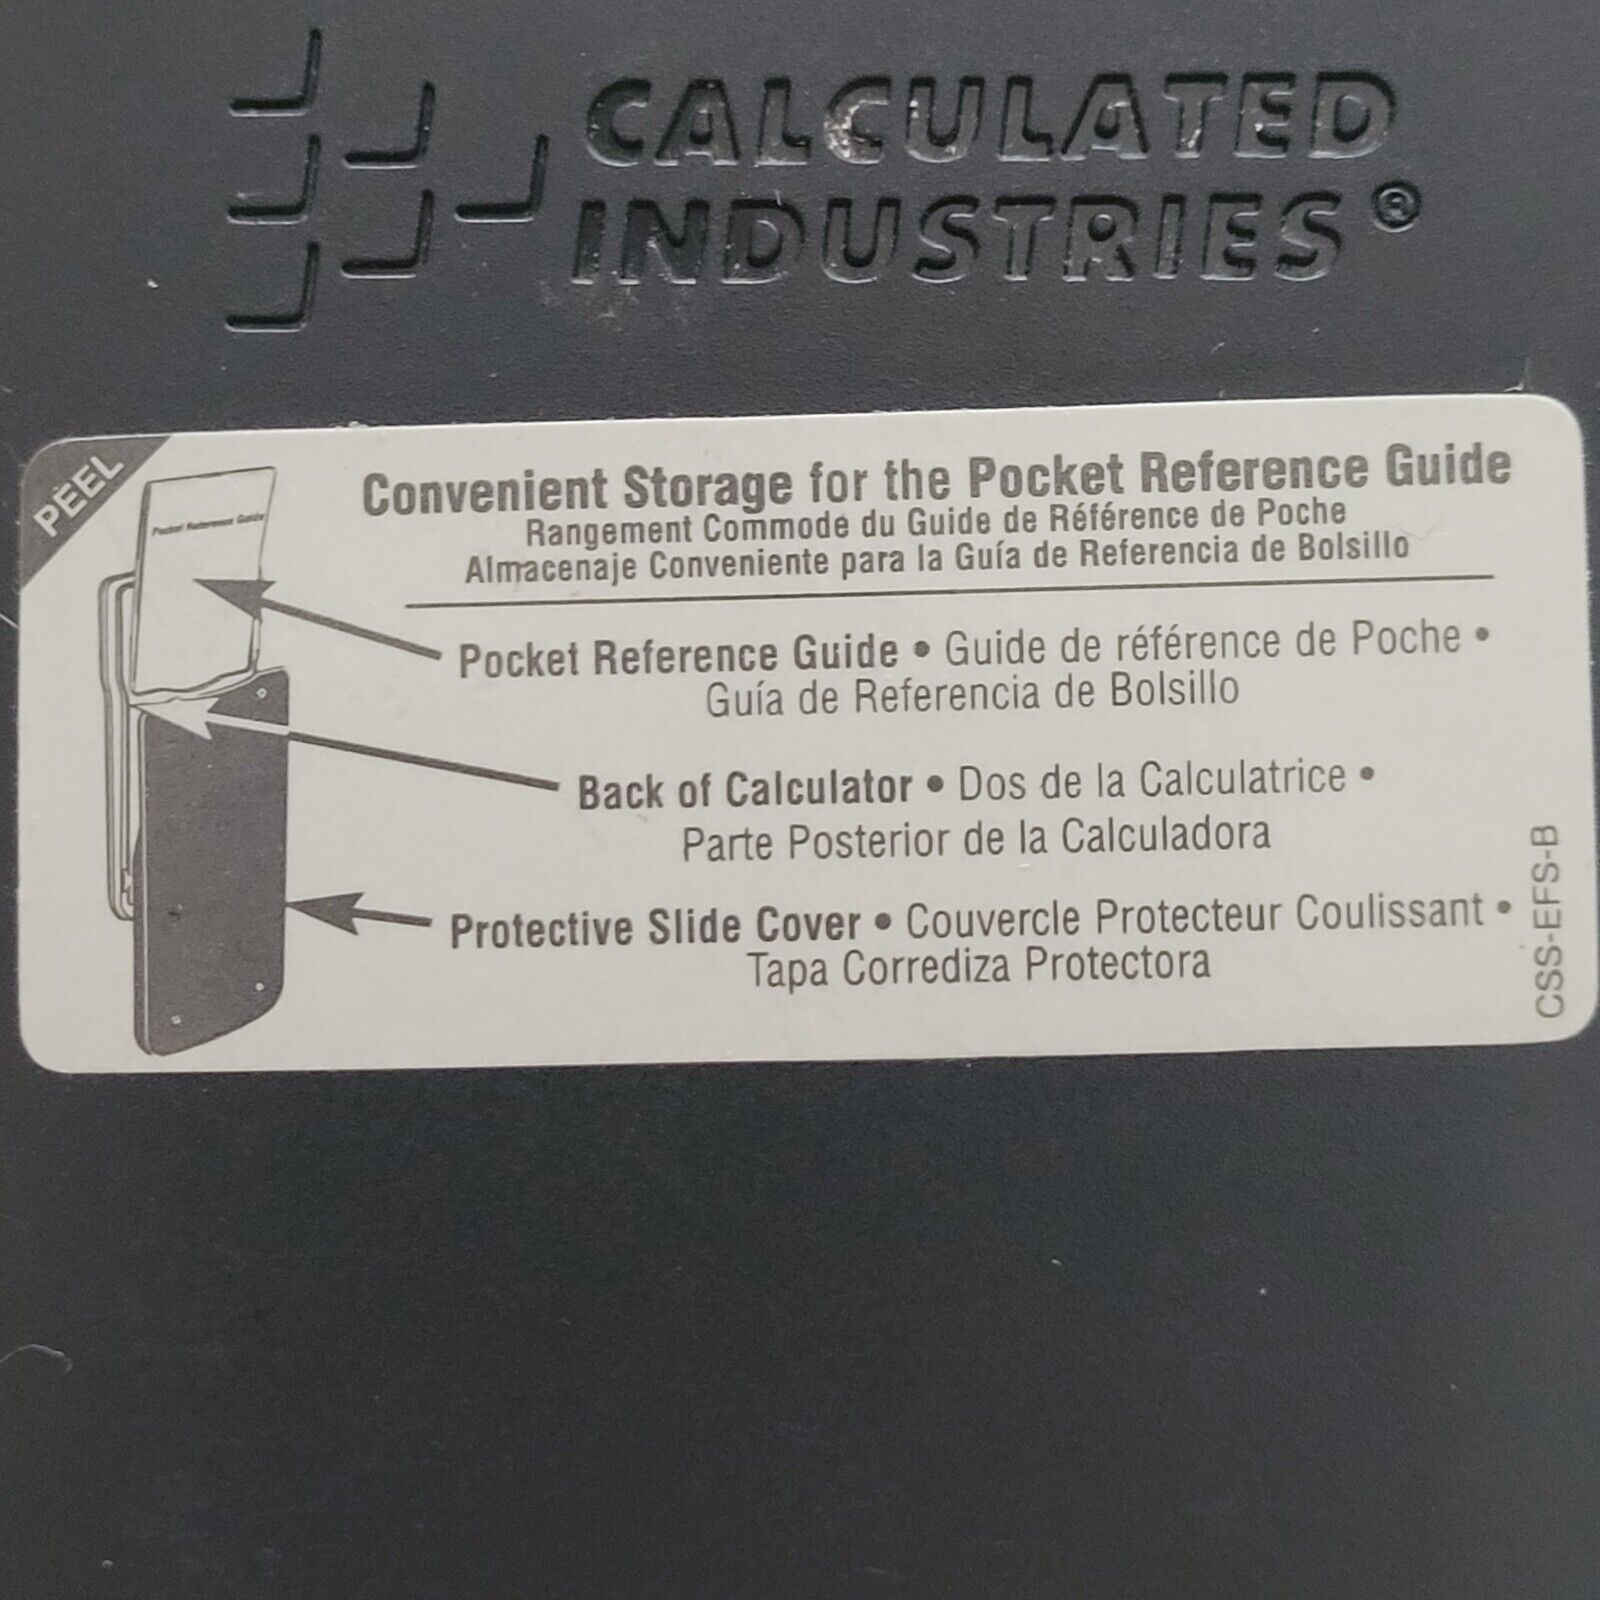 CALCULATED
INDUSTRIES®
PEEL
Pocket Reference Guide
Convenient Storage for the Pocket Reference Guide
Rangement Commode du Guide de Référence de Poche
Almacenaje Conveniente para la Guía de Referencia de Bolsillo
Pocket Reference Guide • Guide de référence de Poche •
Guía de Referencia de Bolsillo
Back of Calculator • Dos de la Calculatrice •
Parte Posterior de la Calculadora
Protective Slide Cover • Couvercle Protecteur Coulissant •
Tapa Corrediza Protectora
CSS-EFS-B